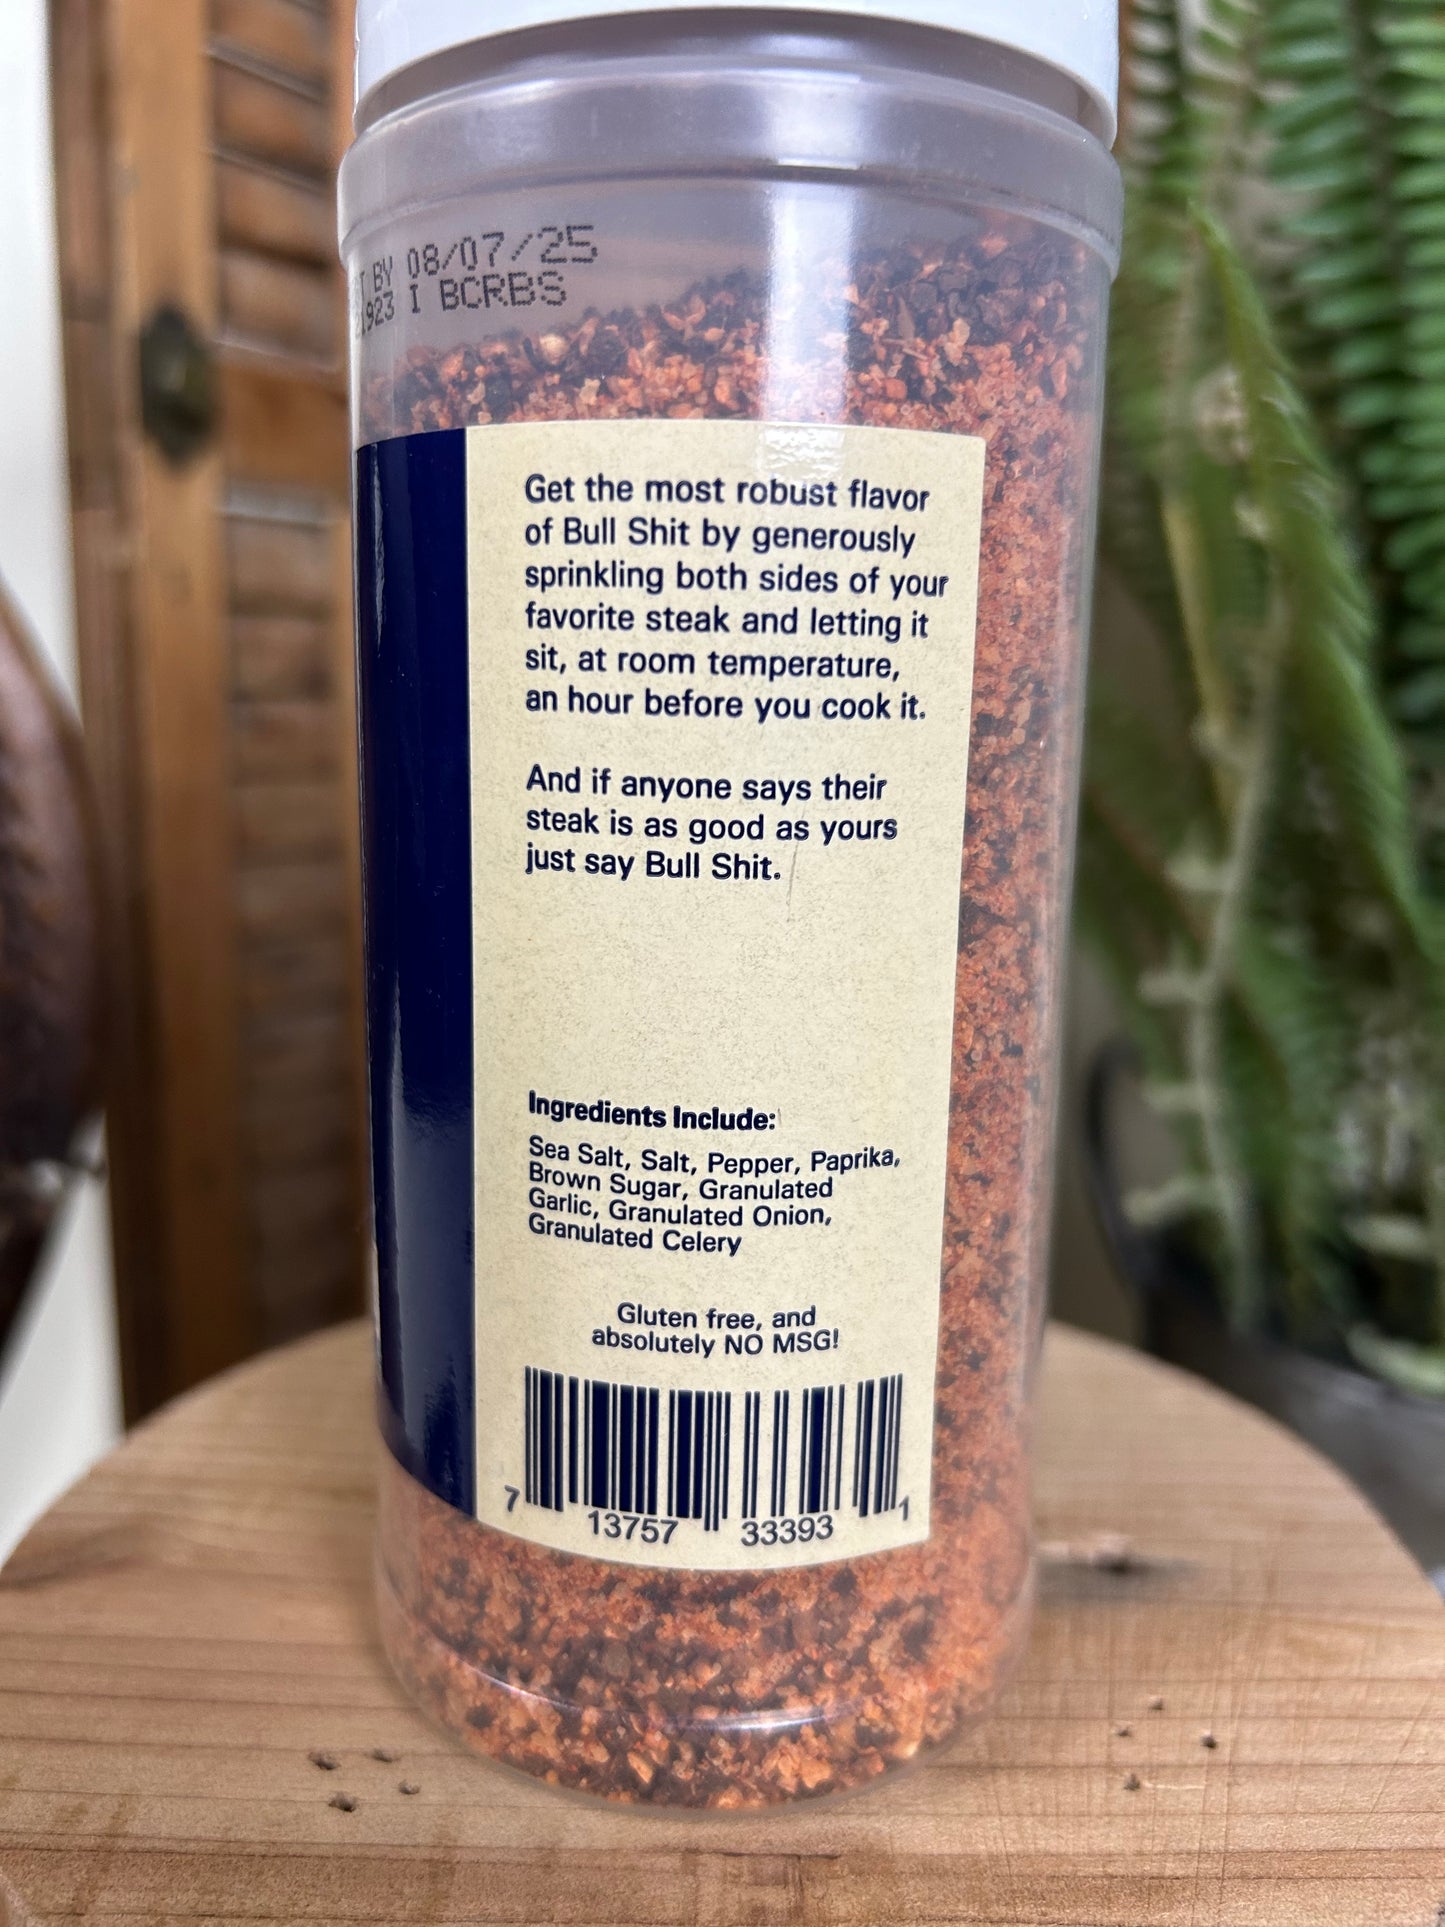 BY 08/07/25
1923 I BCRBS
Get the most robust flavor
of Bull Shit by generously
sprinkling both sides of your
favorite steak and letting it
sit, at room temperature,
an hour before you cook it.
And if anyone says their
steak is as good as yours
just say Bull Shit.
Ingredients Include:
Sea Salt, Salt, Pepper, Paprika,
Brown Sugar, Granulated
Garlic, Granulated Onion,
Granulated Celery
Gluten free, and
absolutely NO MSG!
7 13757 33393 1